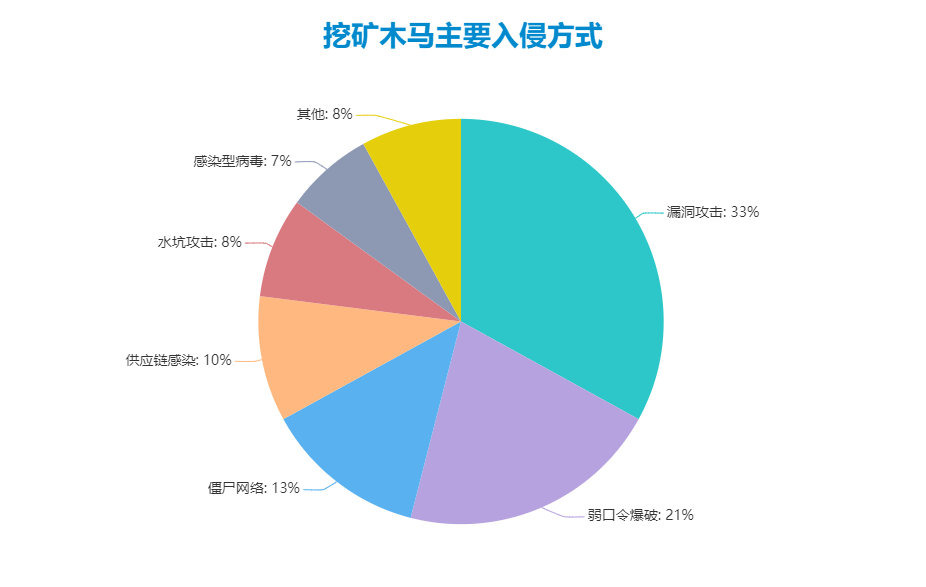 挖矿木马主要入侵方式
其他: 8%
感染型病毒: 7%
漏洞攻击: 33%
水坑攻击: 8%
供应链感染: 10%
僵尸网络: 13%
弱口令爆破: 21%